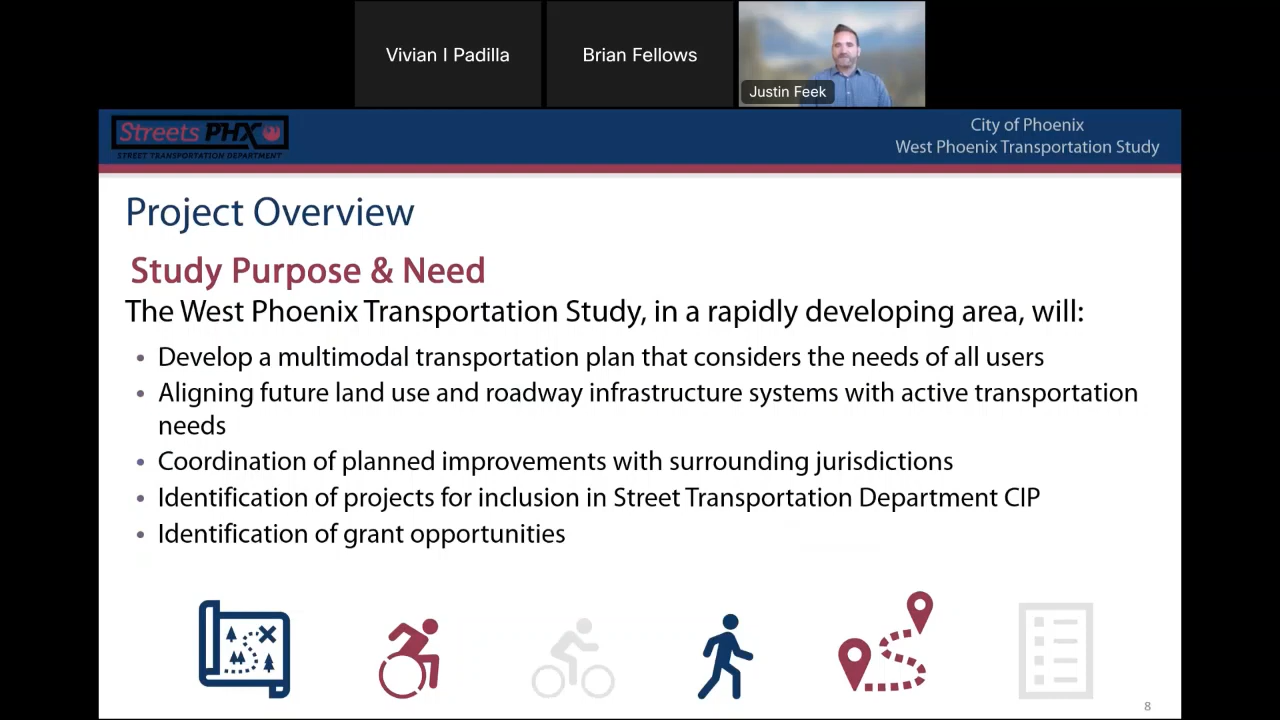 Vivian I Padilla
Brian Fellows
Justin Feek
Streets PHX
STREET TRANSPORTATION DEPARTMENT
City of Phoenix
West Phoenix Transportation Study
Project Overview
Study Purpose & Need
The West Phoenix Transportation Study, in a rapidly developing area, will:
• Develop a multimodal transportation plan that considers the needs of all users
• Aligning future land use and roadway infrastructure systems with active transportation
needs
• Coordination of planned improvements with surrounding jurisdictions
• Identification of projects for inclusion in Street Transportation Department CIP
• Identification of grant opportunities
8